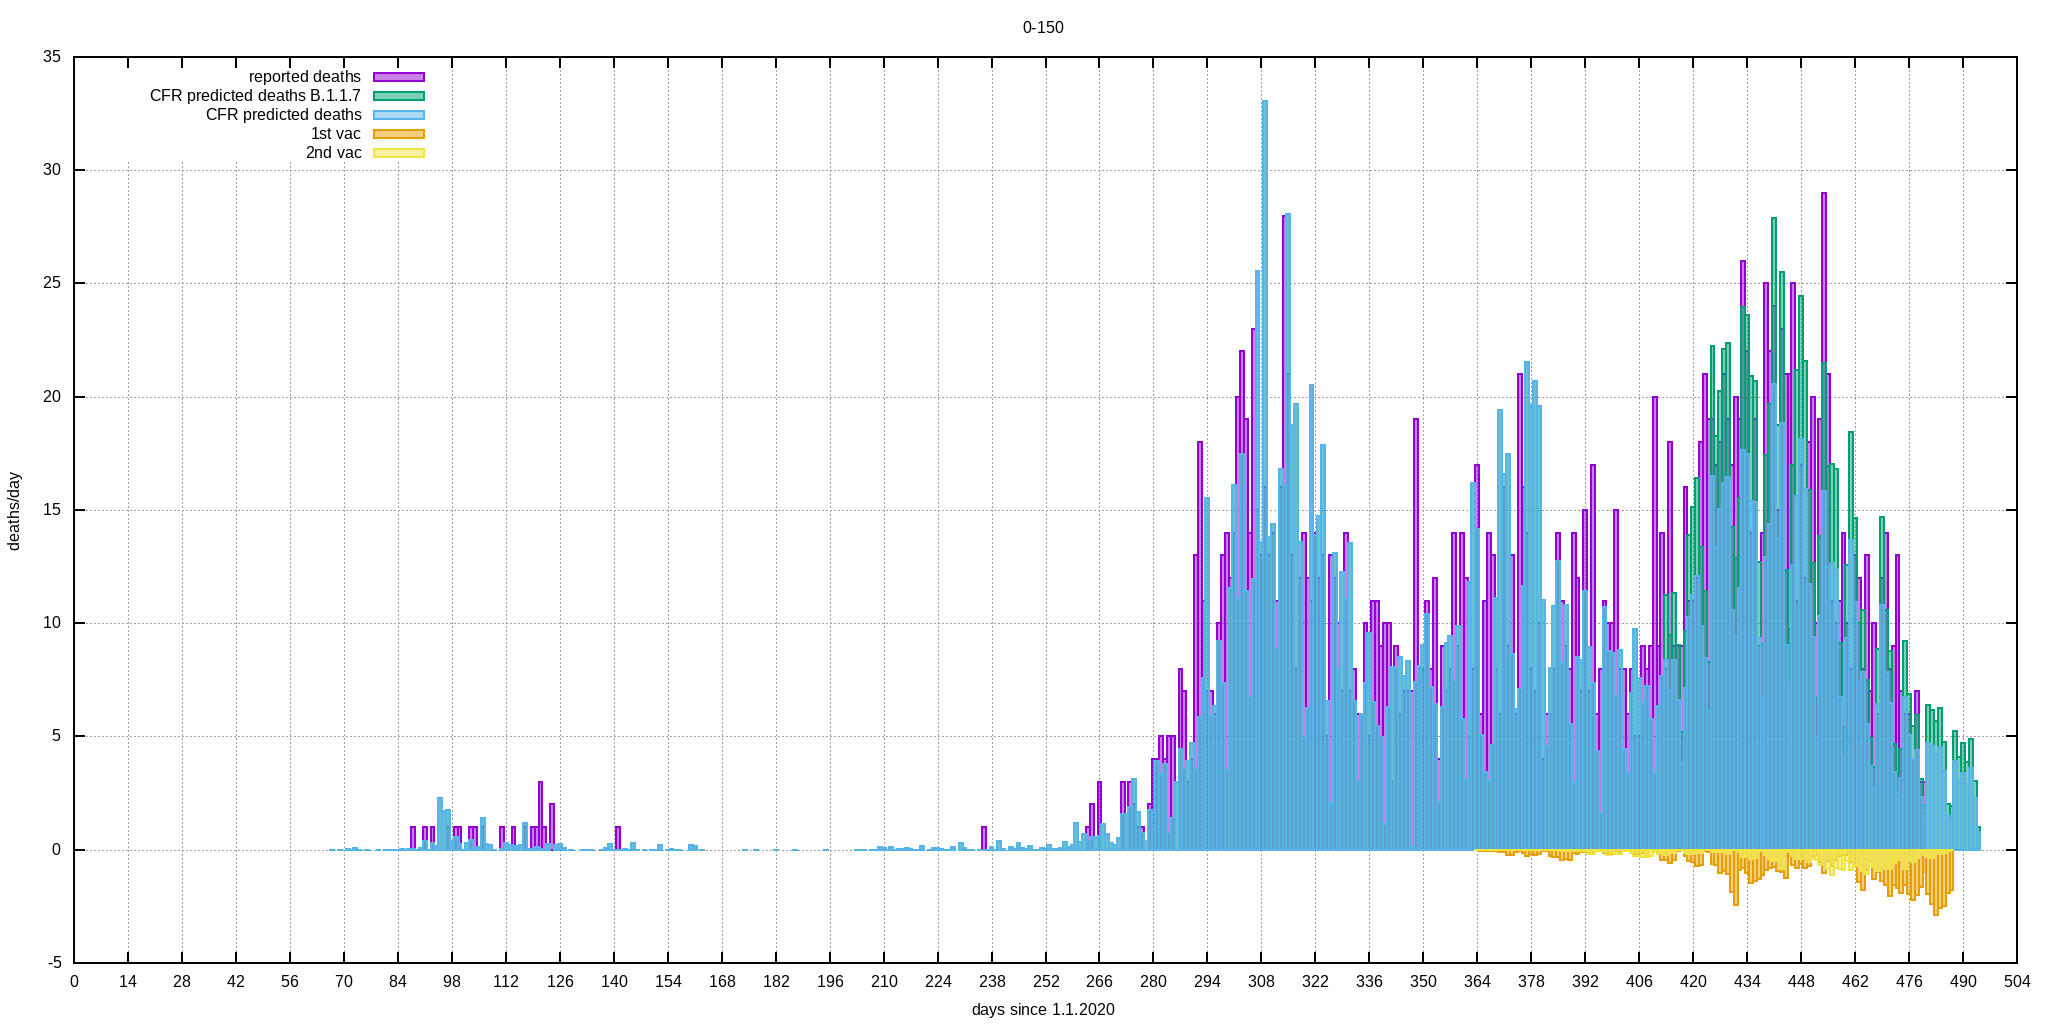 0-150
reported deaths
CFR predicted deaths B.1.1.7
CFR predicted deaths
1st vac
2nd vac
35
30
25
20
15
10
5
0
-5
deaths/day
0 14 28 42 56 70 84 98 112 126 140 154 168 182 196 210 224 238 252 266 280 294 308 322 336 350 364 378 392 406 420 434 448 462 476 490 504
days since 1.1.2020